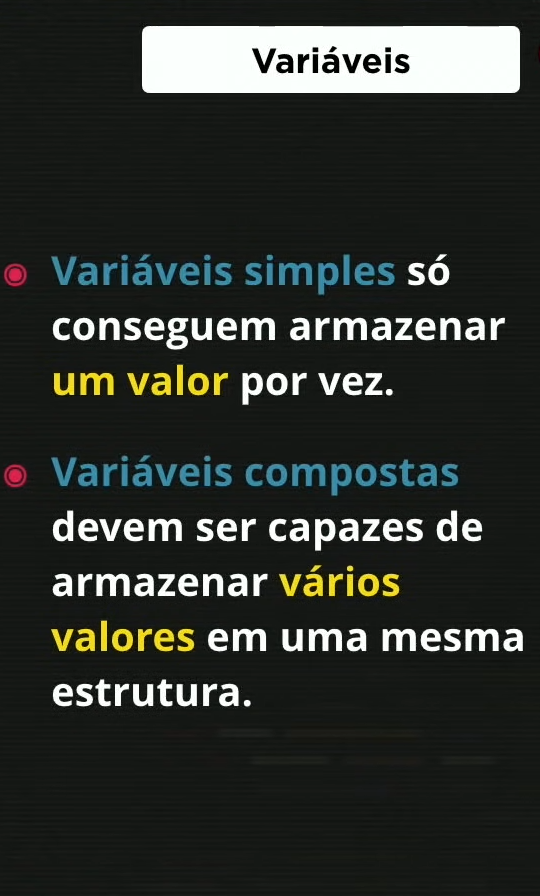 Variáveis
Variáveis simples só
conseguem armazenar
um valor por vez.
Variáveis compostas
devem ser capazes de
armazenar vários
valores em uma mesma
estrutura.